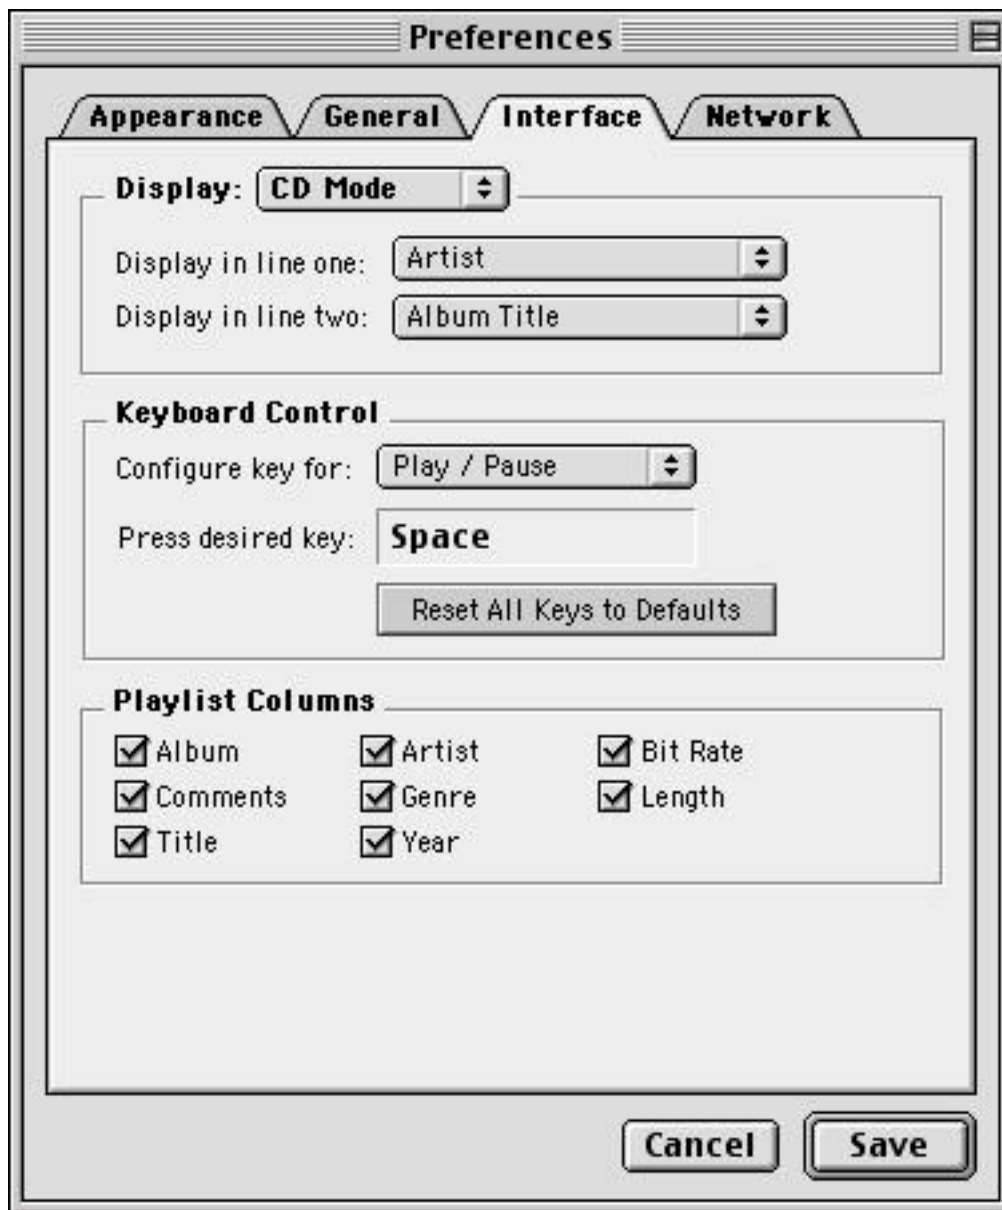 Preferences
Appearance General Interface Network
Display: CD Mode
Display in line one: Artist
Display in line two: Album Title
Keyboard Control
Configure key for: Play / Pause
Press desired key: Space
Reset All Keys to Defaults
Playlist Columns
Album Artist Bit Rate
Comments Genre Length
Title Year
Cancel Save